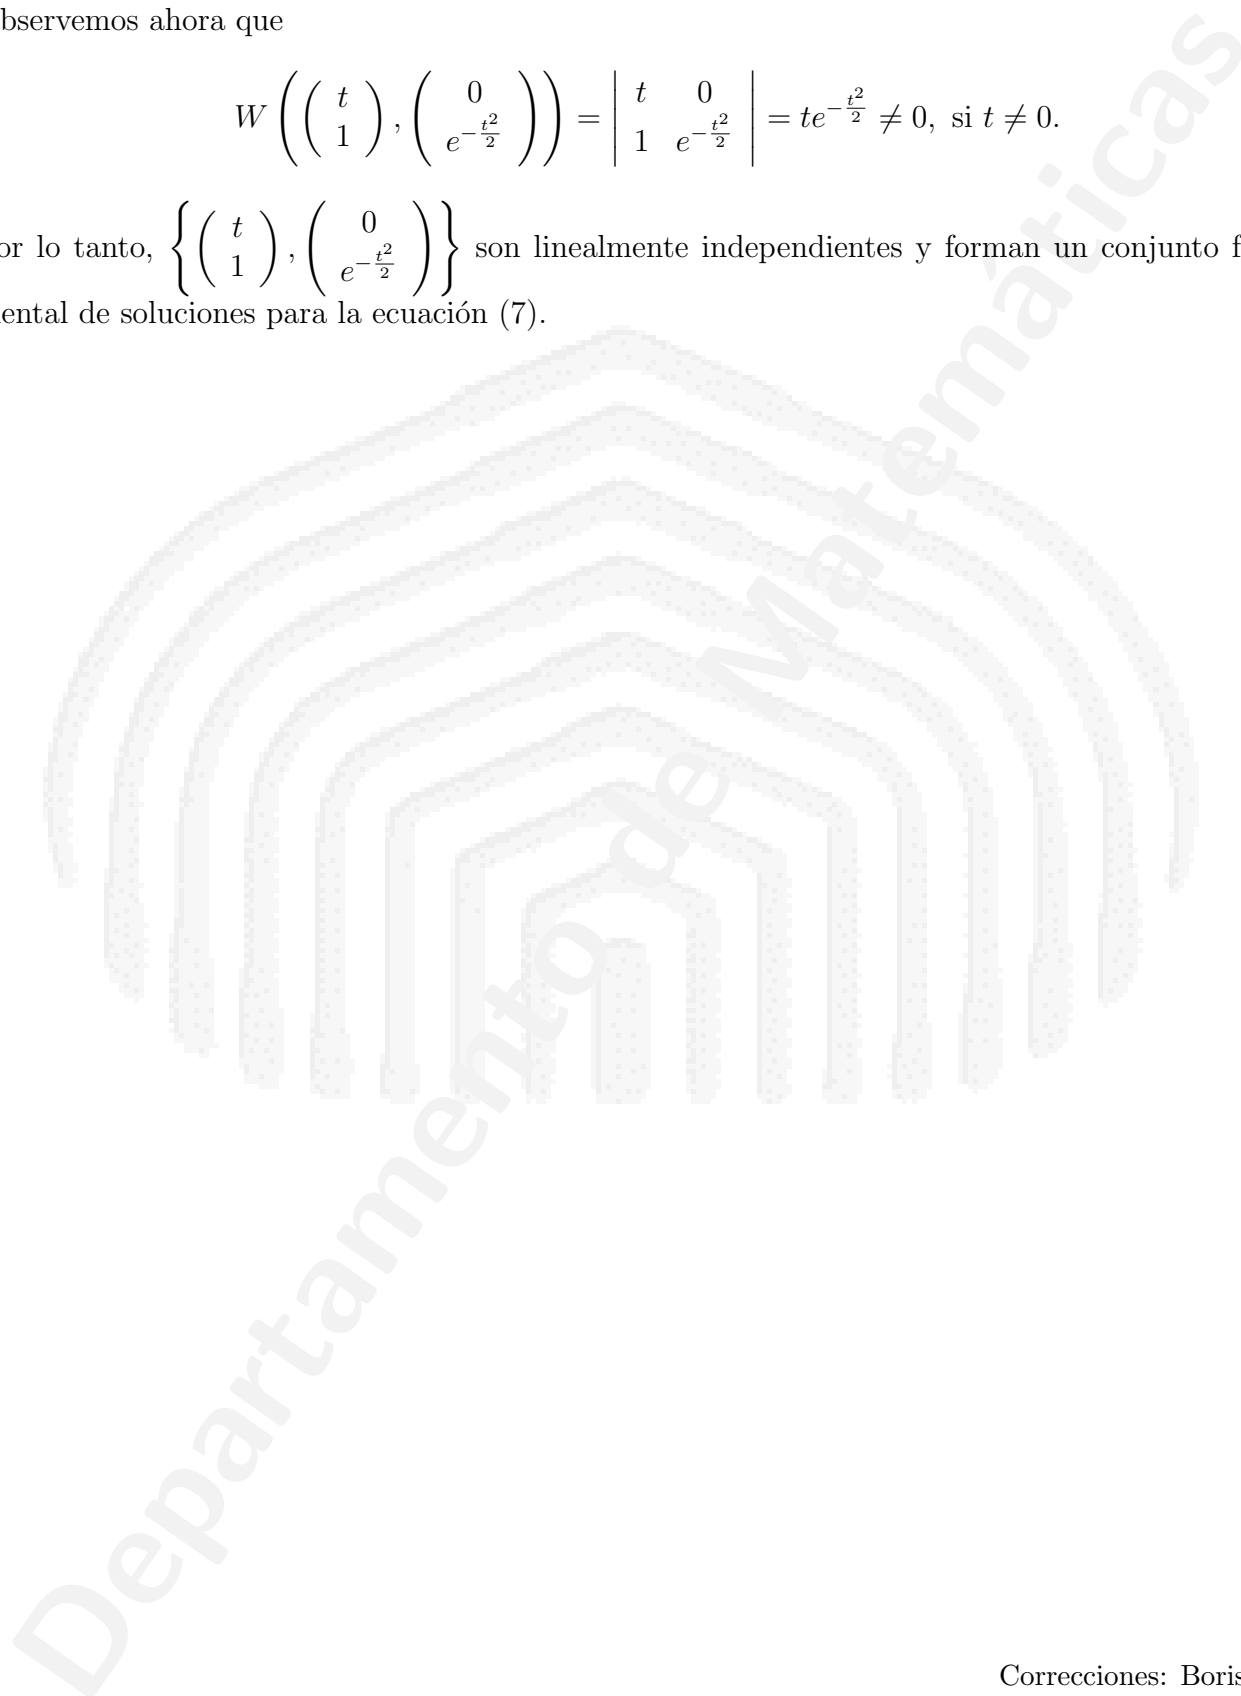 bservemos ahora que
W((t 1), (0 e^{-t²/2})) = |t 0 1 e^{-t²/2}| = te^{-t²/2} ≠ 0, si t ≠ 0.
or lo tanto, {(t 1), (0 e^{-t²/2})} son linealmente independientes y forman un conjunto f
ental de soluciones para la ecuación (7).
Departamento de Matemáticas
Correcciones: Boris